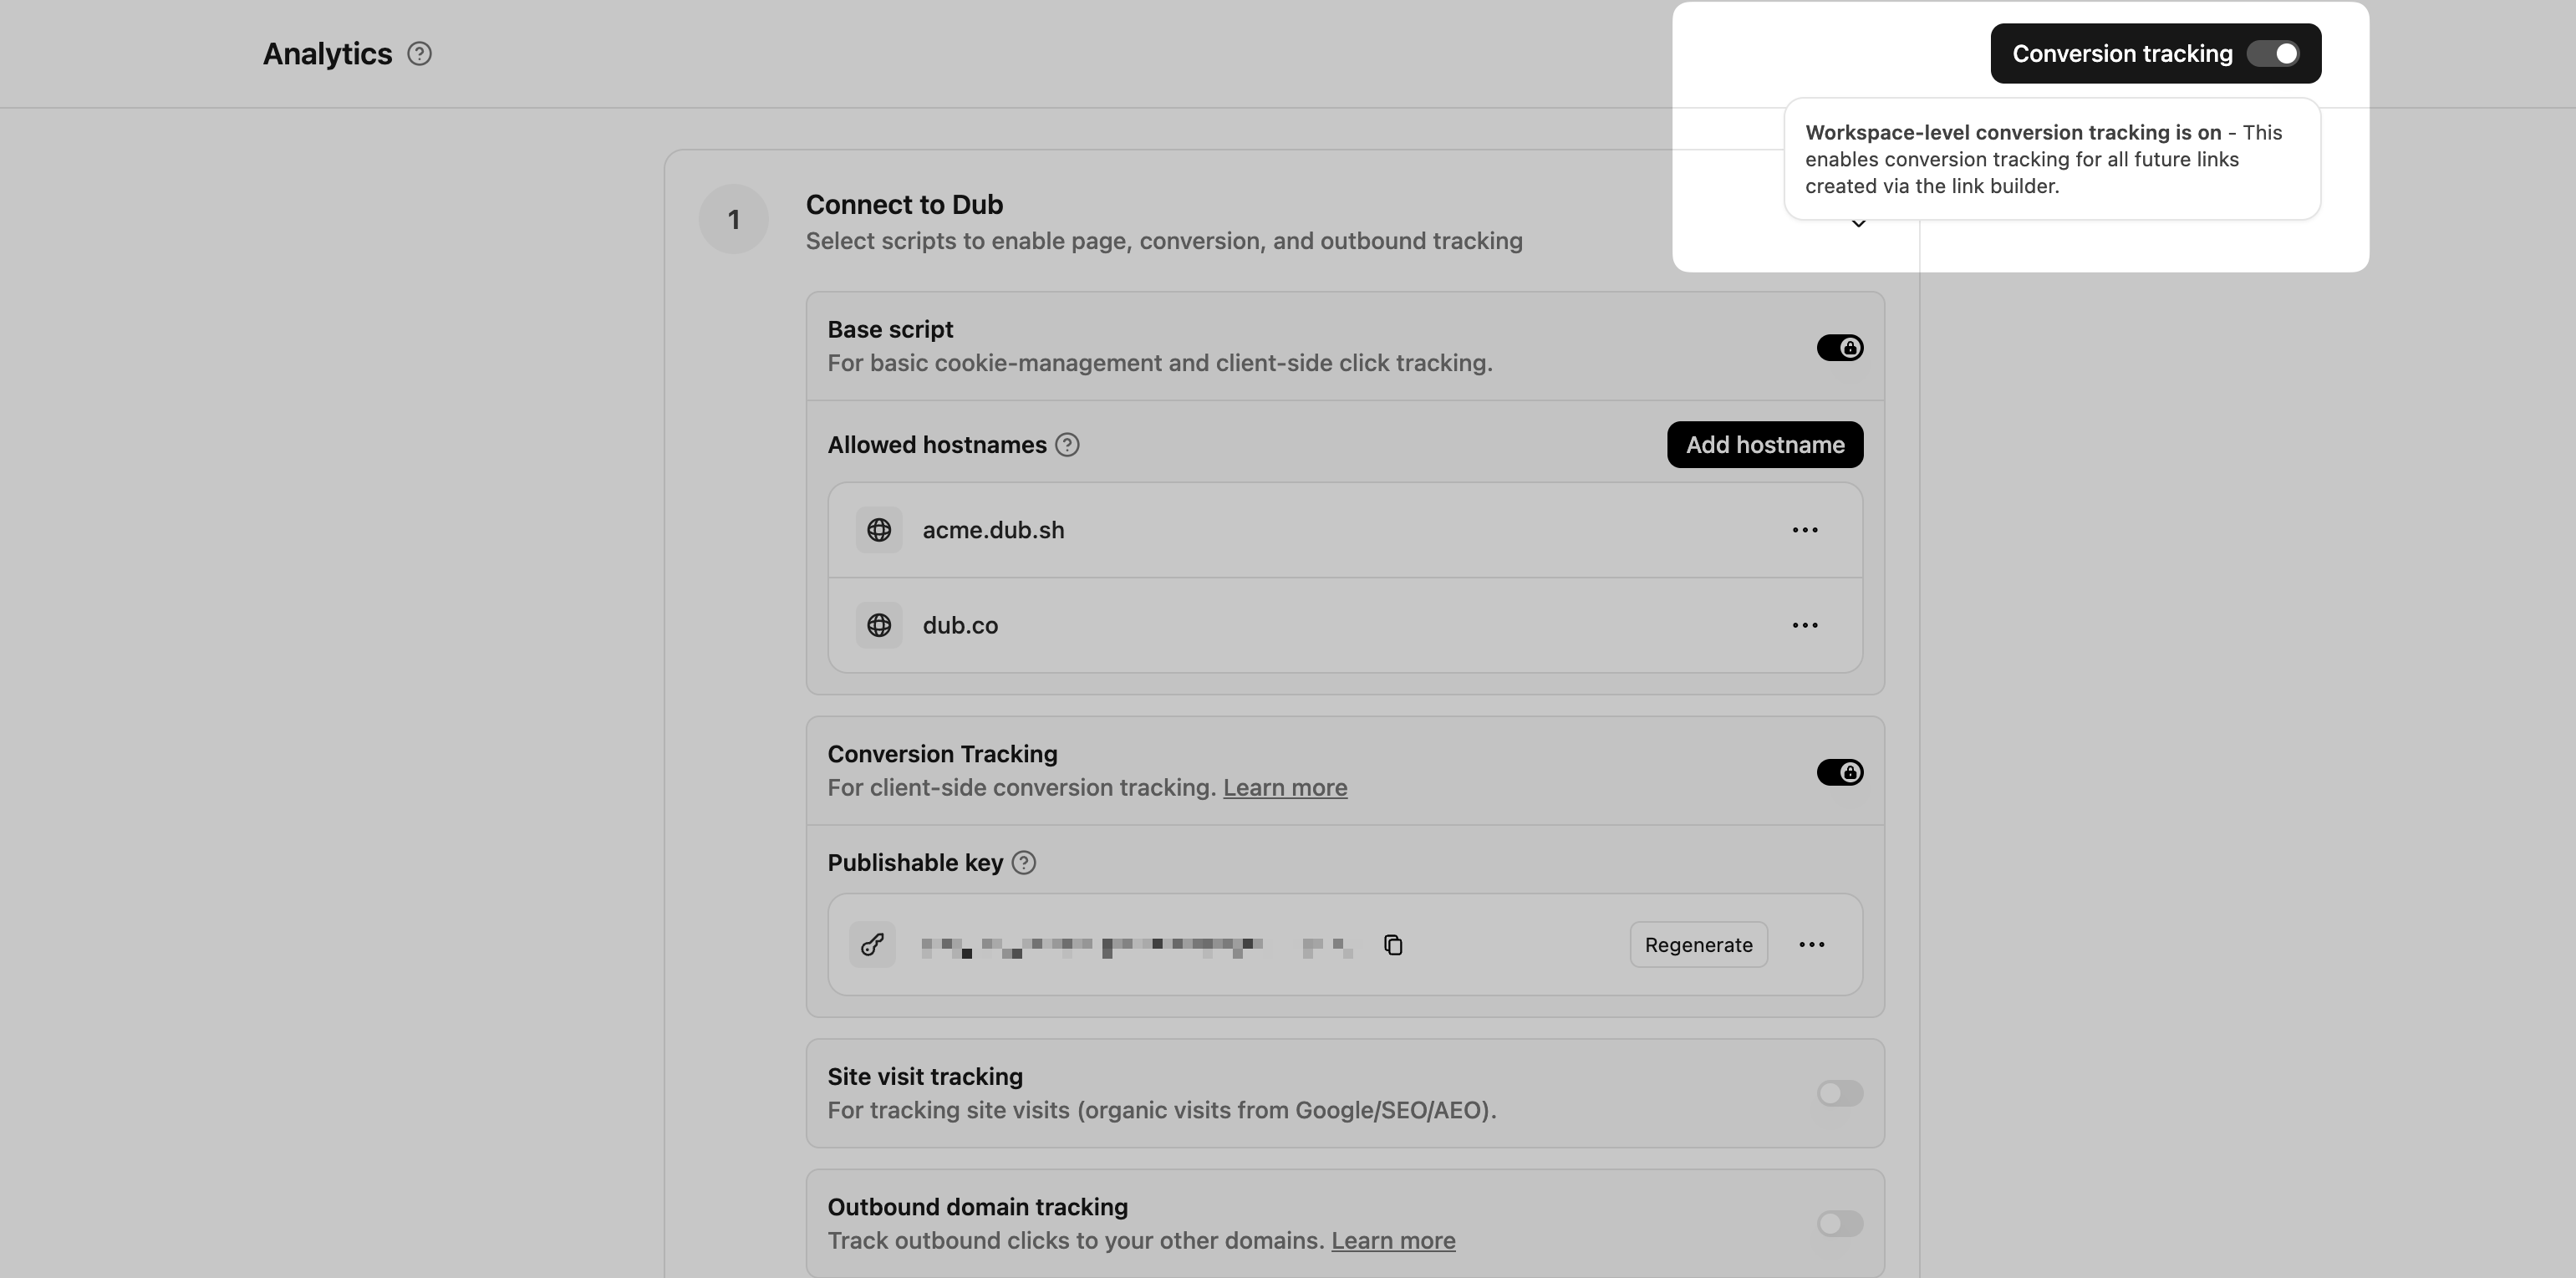 Analytics
Conversion tracking
Workspace-level conversion tracking is on - This
enables conversion tracking for all future links
created via the link builder.
1
Connect to Dub
Select scripts to enable page, conversion, and outbound tracking
Base script
For basic cookie-management and client-side click tracking.
Allowed hostnames
Add hostname
acme.dub.sh
dub.co
Conversion Tracking
For client-side conversion tracking. Learn more
Publishable key
Regenerate
Site visit tracking
For tracking site visits (organic visits from Google/SEO/AEO).
Outbound domain tracking
Track outbound clicks to your other domains. Learn more